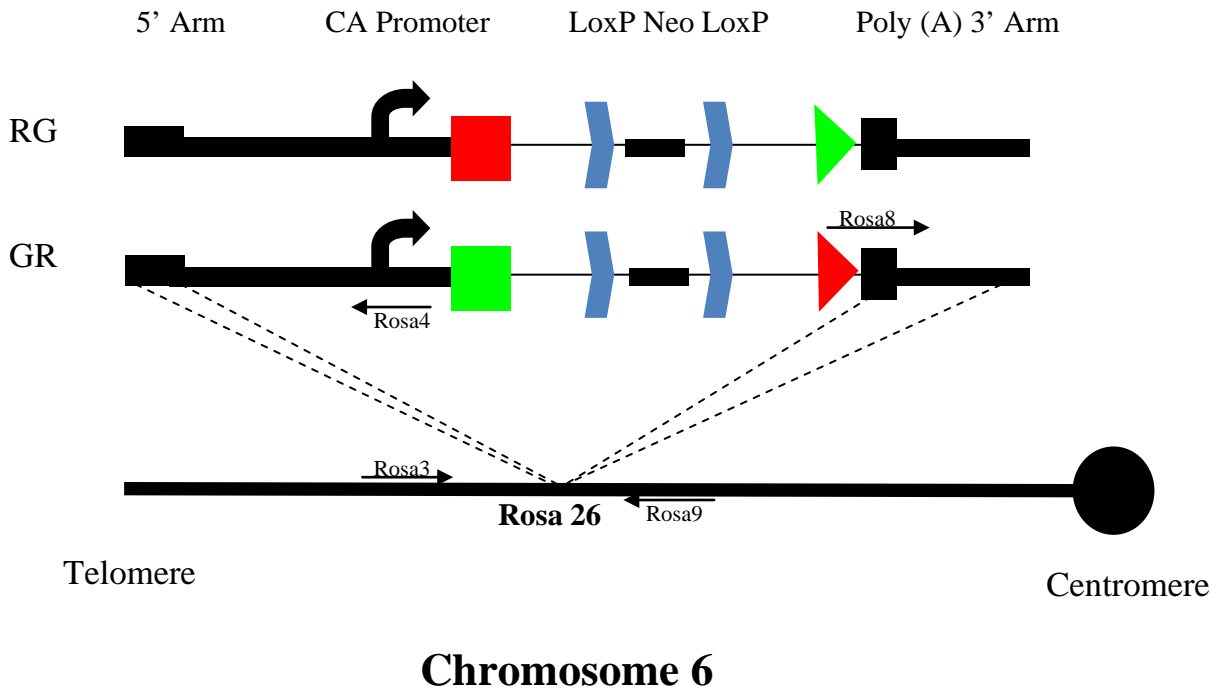 5’ Arm CA Promoter LoxP Neo LoxP Poly (A) 3’ Arm
RG
Rosa8
GR
Rosa4
Rosa3
Rosa 26
Rosa9
Telomere
Centromere
Chromosome 6